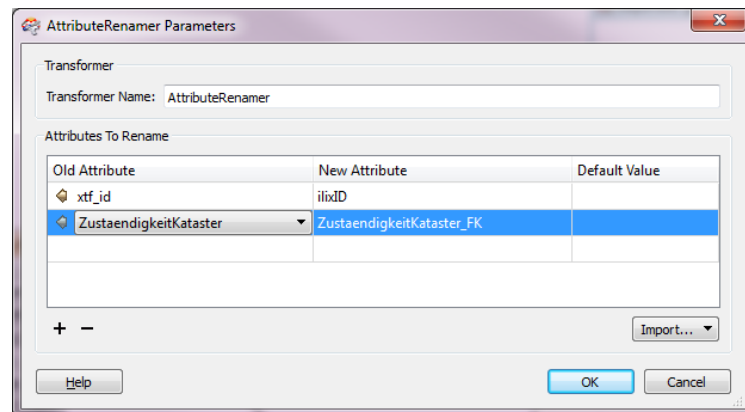 AttributeRenamer Parameters
Transformer
Transformer Name: AttributeRenamer
Attributes To Rename
Old Attribute New Attribute Default Value
xtf_id ilixID
ZustaendigkeitKataster ZustaendigkeitKataster_FK
+ − Import...
Help OK Cancel